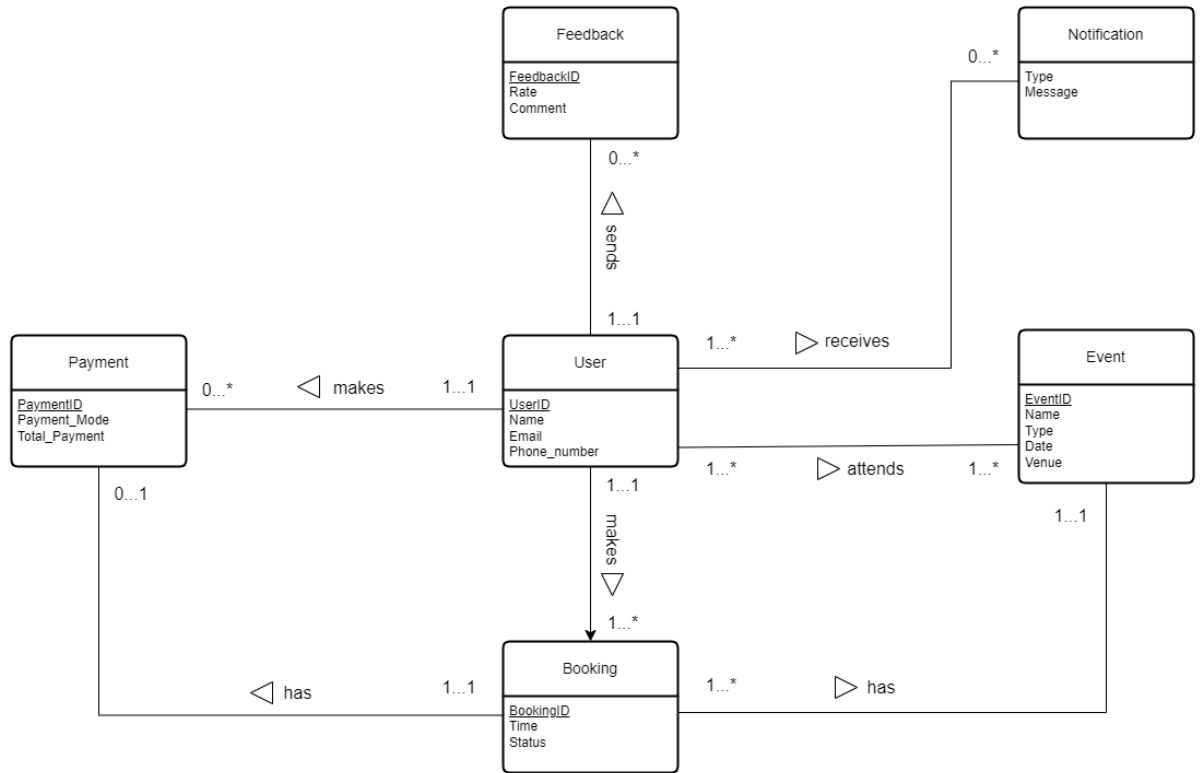 Feedback
FeedbackID
Rate
Comment
Notification
Type
Message
0...*
0...*
sends
1...1
1...*
receives
Payment
PaymentID
Payment_Mode
Total_Payment
0...*
makes
1...1
User
UserID
Name
Email
Phone_number
Event
EventID
Name
Type
Date
Venue
1...*
attends
1...*
0...1
1...1
makes
1...*
1...1
Booking
BookingID
Time
Status
has
1...1
1...*
has